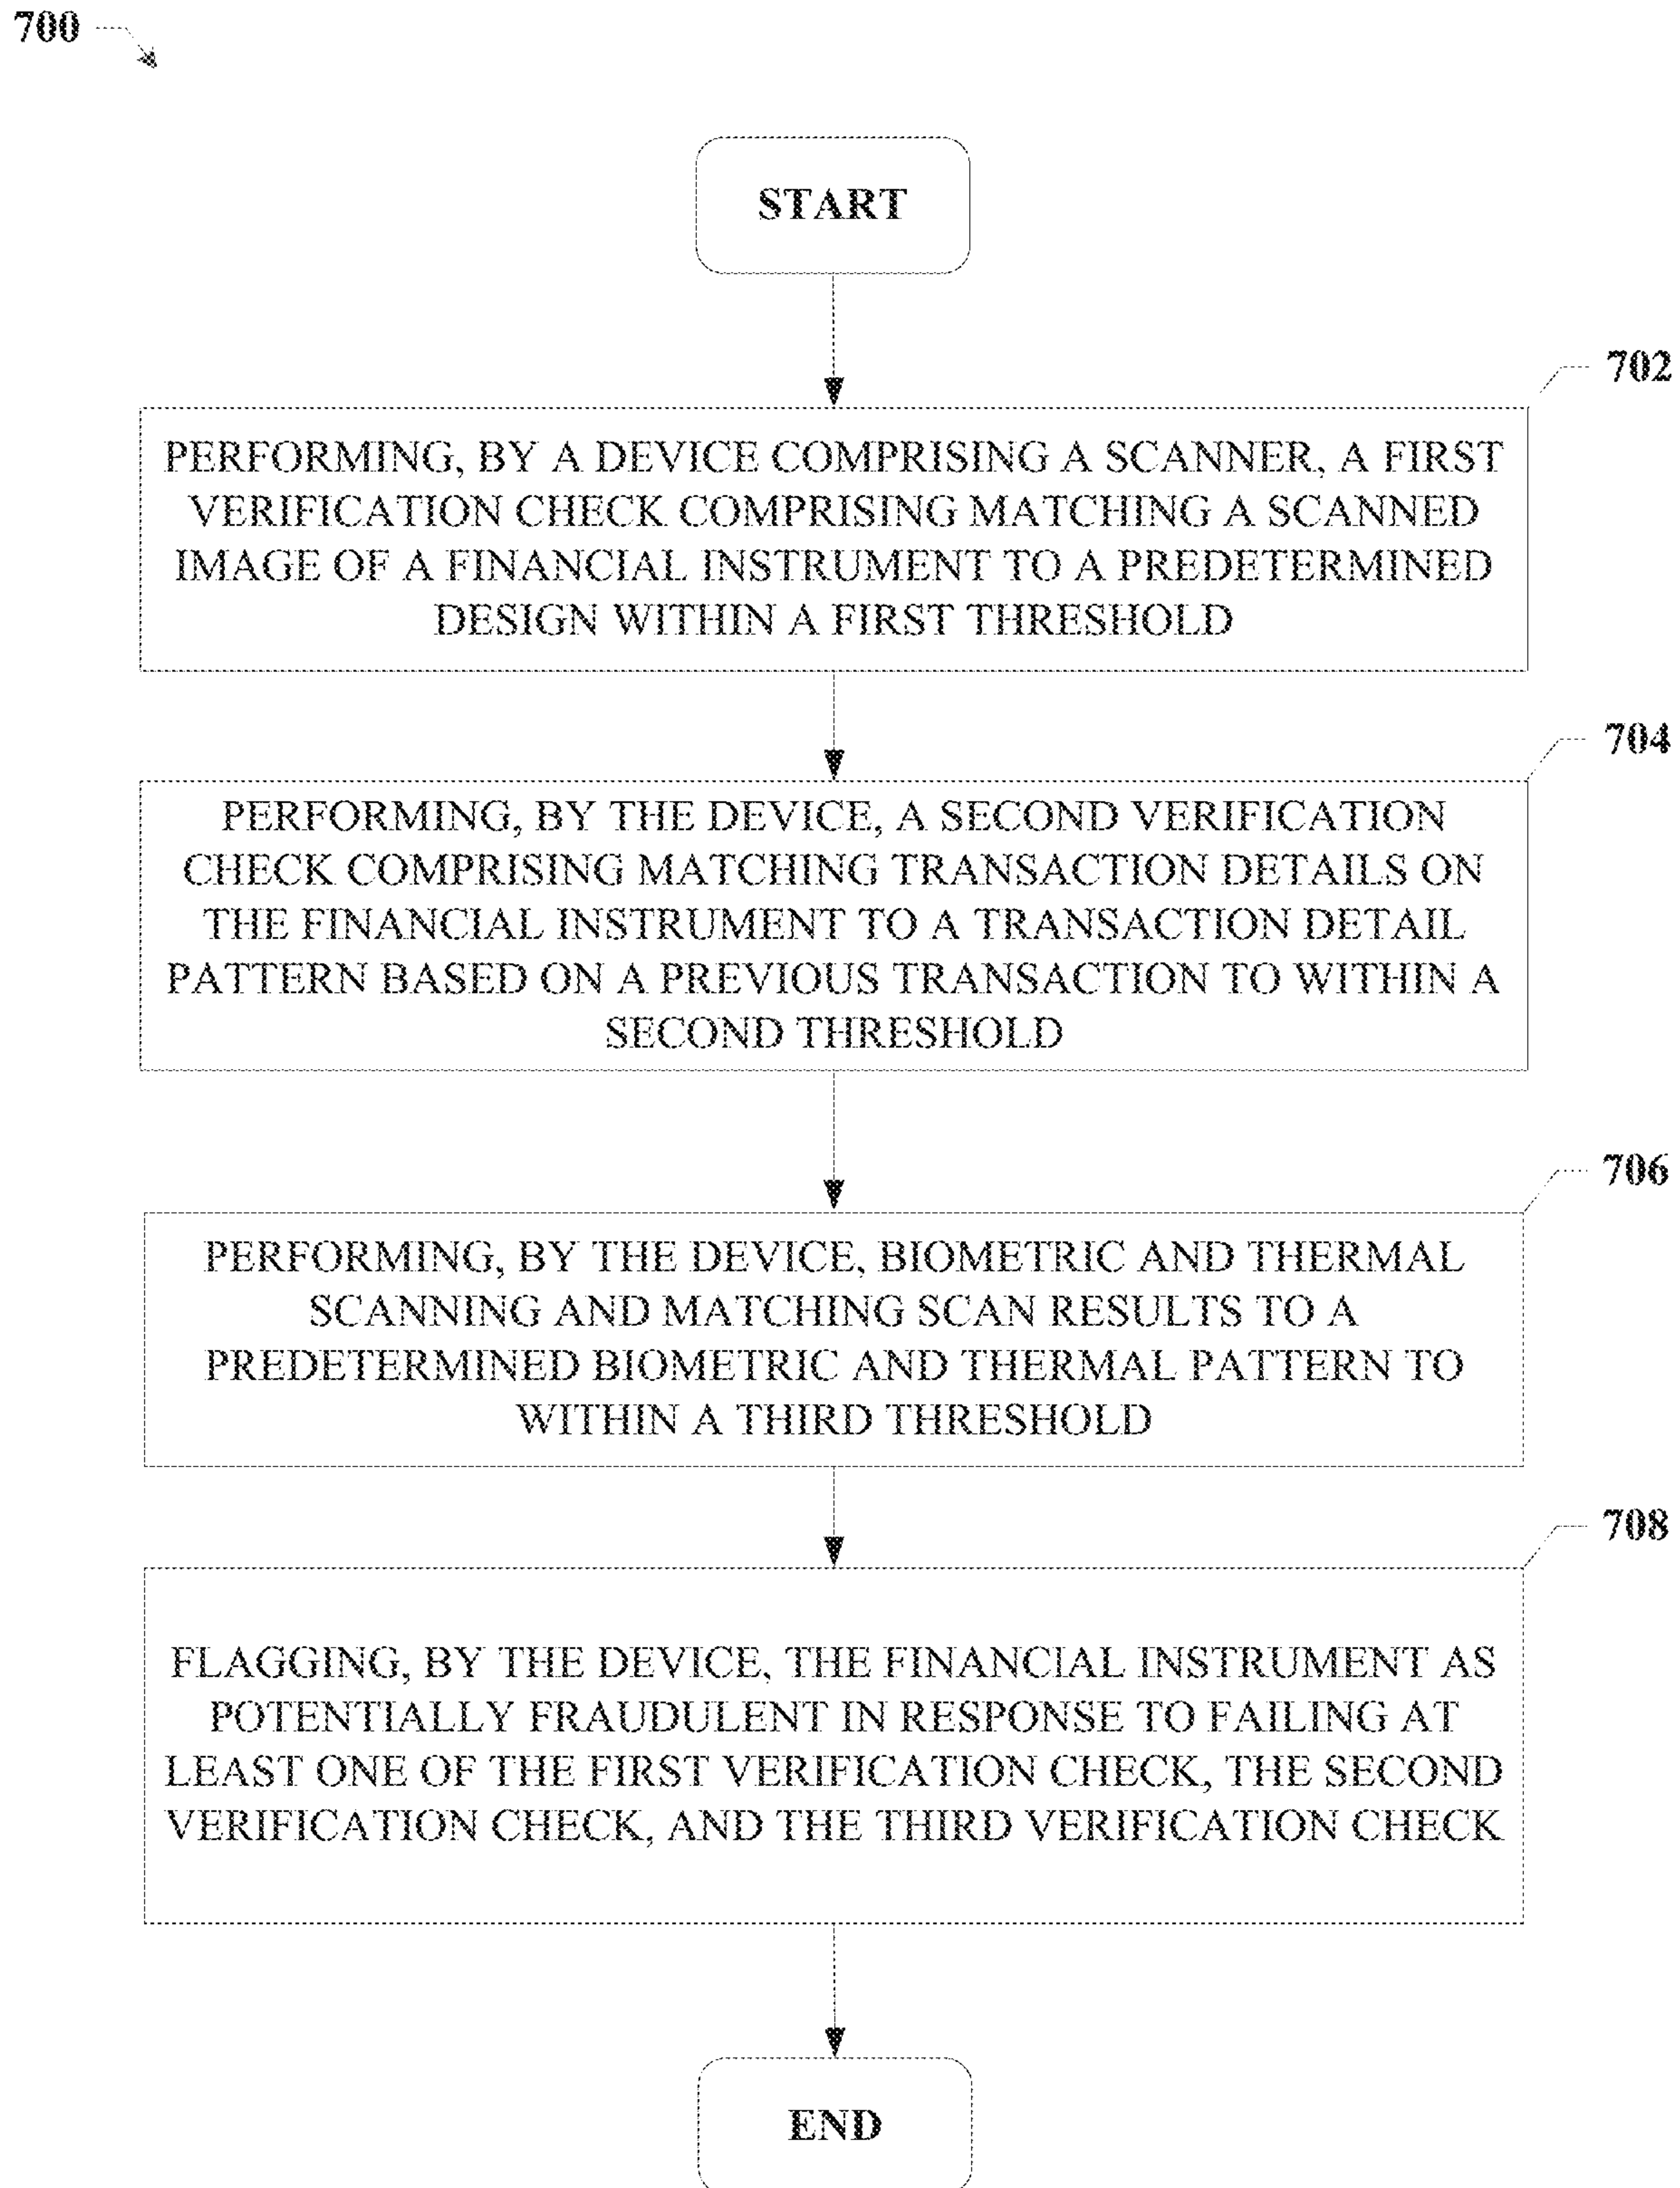 700
START
702
PERFORMING, BY A DEVICE COMPRISING A SCANNER, A FIRST
VERIFICATION CHECK COMPRISING MATCHING A SCANNED
IMAGE OF A FINANCIAL INSTRUMENT TO A PREDETERMINED
DESIGN WITHIN A FIRST THRESHOLD
704
PERFORMING, BY THE DEVICE, A SECOND VERIFICATION
CHECK COMPRISING MATCHING TRANSACTION DETAILS ON
THE FINANCIAL INSTRUMENT TO A TRANSACTION DETAIL
PATTERN BASED ON A PREVIOUS TRANSACTION TO WITHIN A
SECOND THRESHOLD
706
PERFORMING, BY THE DEVICE, BIOMETRIC AND THERMAL
SCANNING AND MATCHING SCAN RESULTS TO A
PREDETERMINED BIOMETRIC AND THERMAL PATTERN TO
WITHIN A THIRD THRESHOLD
708
FLAGGING, BY THE DEVICE, THE FINANCIAL INSTRUMENT AS
POTENTIALLY FRAUDULENT IN RESPONSE TO FAILING AT
LEAST ONE OF THE FIRST VERIFICATION CHECK, THE SECOND
VERIFICATION CHECK, AND THE THIRD VERIFICATION CHECK
END